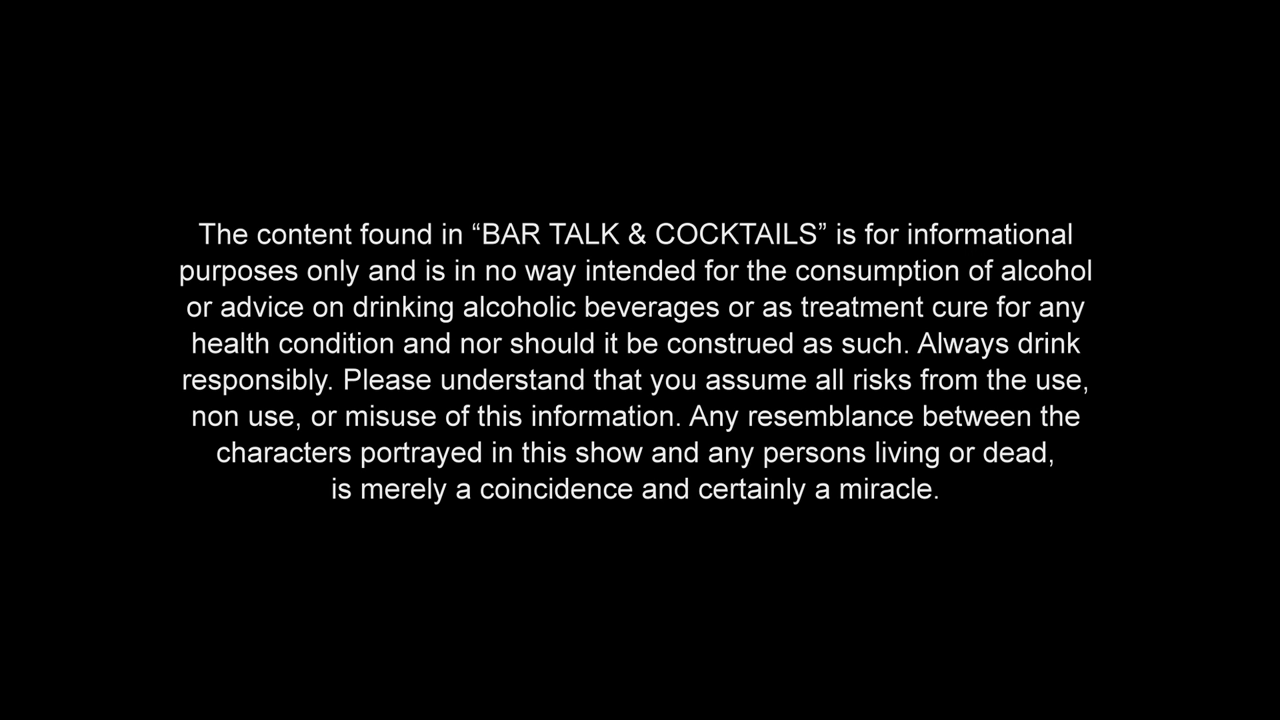 The content found in “BAR TALK & COCKTAILS” is for informational
purposes only and is in no way intended for the consumption of alcohol
or advice on drinking alcoholic beverages or as treatment cure for any
health condition and nor should it be construed as such. Always drink
responsibly. Please understand that you assume all risks from the use,
non use, or misuse of this information. Any resemblance between the
characters portrayed in this show and any persons living or dead,
is merely a coincidence and certainly a miracle.